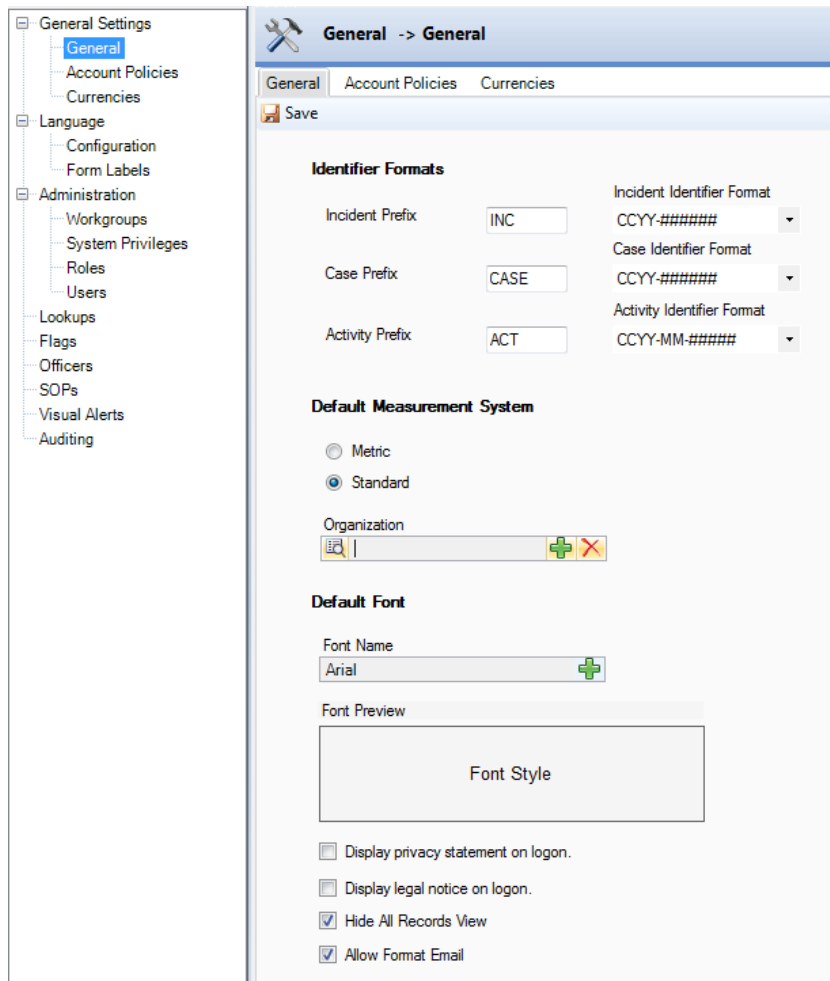 General Settings
General
Account Policies
Currencies
Language
Configuration
Form Labels
Administration
Workgroups
System Privileges
Roles
Users
Lookups
Flags
Officers
SOPs
Visual Alerts
Auditing
General -> General
General Account Policies Currencies
Save
Identifier Formats
Incident Identifier Format
Incident Prefix INC CCYY-######
Case Identifier Format
Case Prefix CASE CCYY-######
Activity Identifier Format
Activity Prefix ACT CCYY-MM-#####
Default Measurement System
Metric
Standard
Organization
Default Font
Font Name
Arial
Font Preview
Font Style
Display privacy statement on logon.
Display legal notice on logon.
Hide All Records View
Allow Format Email